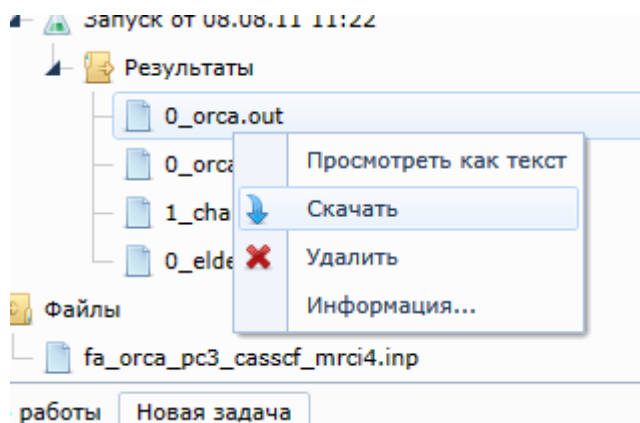 Запуск от 08.08.11 11:22
Результаты
0_orca.out
0_orca
Просмотреть как текст
1_cha
Скачать
0_elde
Удалить
Информация...
Файлы
fa_orca_pc3_casscf_mrci4.inp
работы
Новая задача